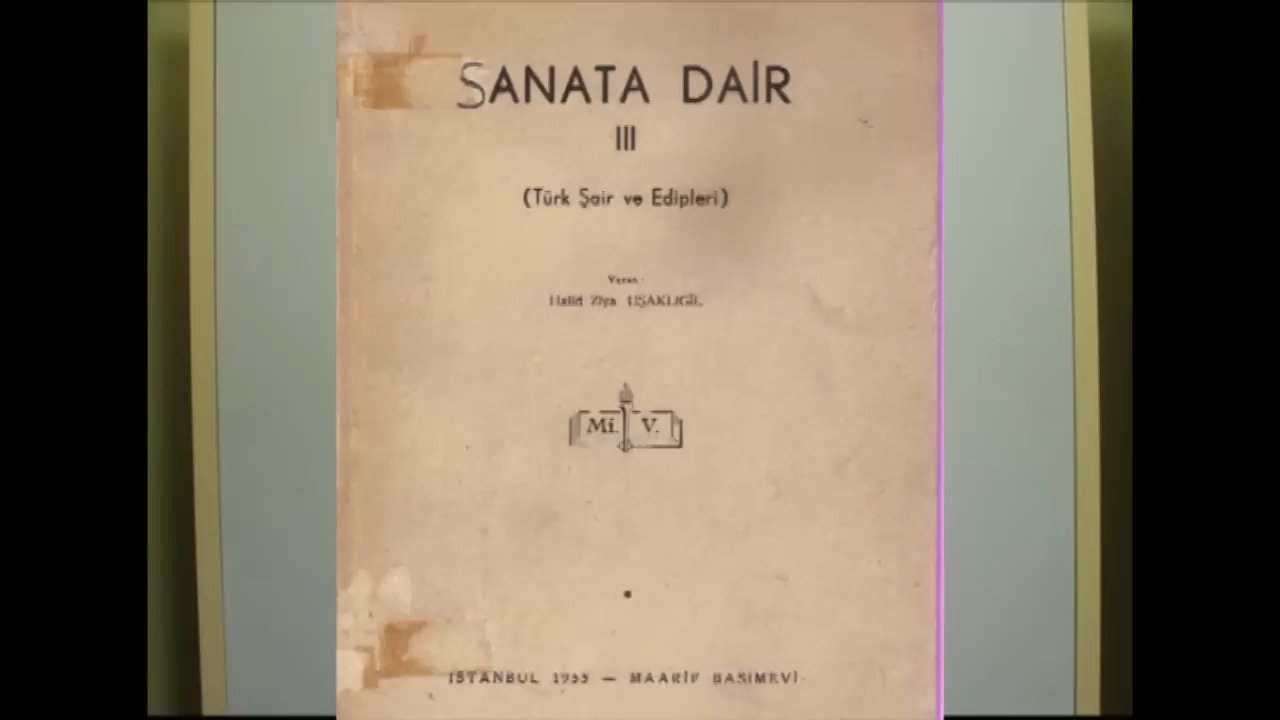 SANATA DAİR
III
(Türk Şair ve Edipleri)
Yazan :
Halid Ziya UŞAKLIGİL
Mİ. V.
İSTANBUL 1955 — MAARİF BASIMEVİ